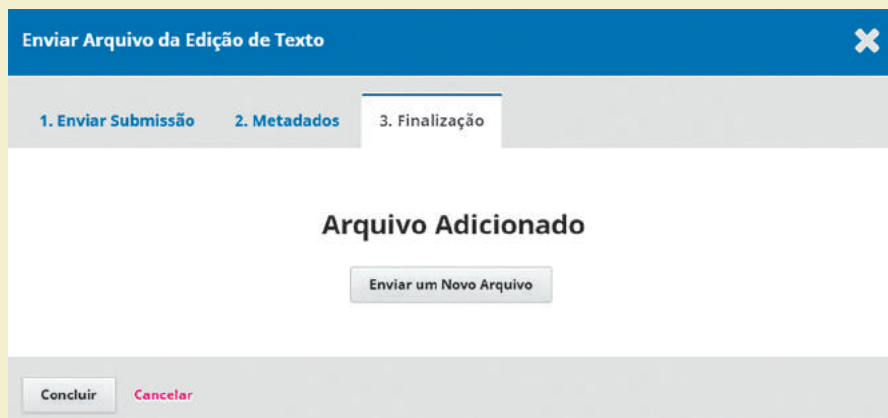 Enviar Arquivo da Edição de Texto
1. Enviar Submissão 2. Metadados 3. Finalização
Arquivo Adicionado
Enviar um Novo Arquivo
Concluir Cancelar